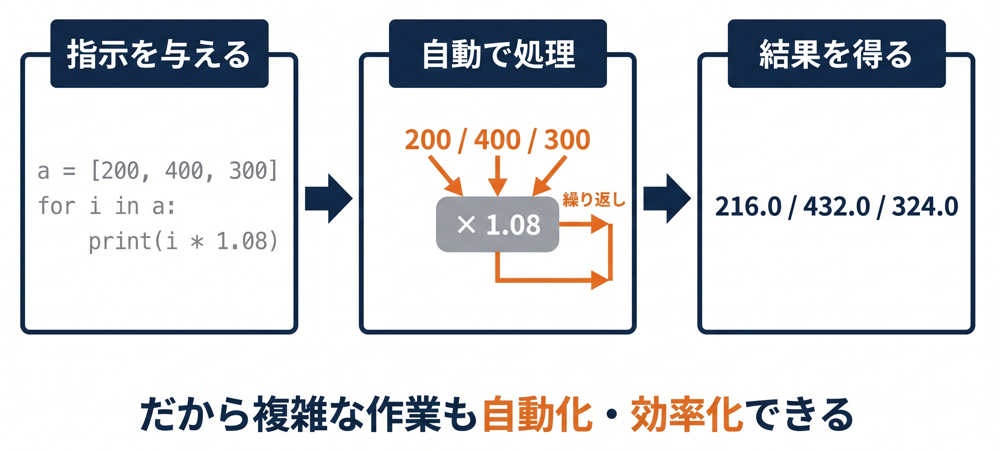 指示を与える
a = [200, 400, 300]
for i in a:
    print(i * 1.08)
自動で処理
200 / 400 / 300
繰り返し
× 1.08
結果を得る
216.0 / 432.0 / 324.0
だから複雑な作業も自動化・効率化できる